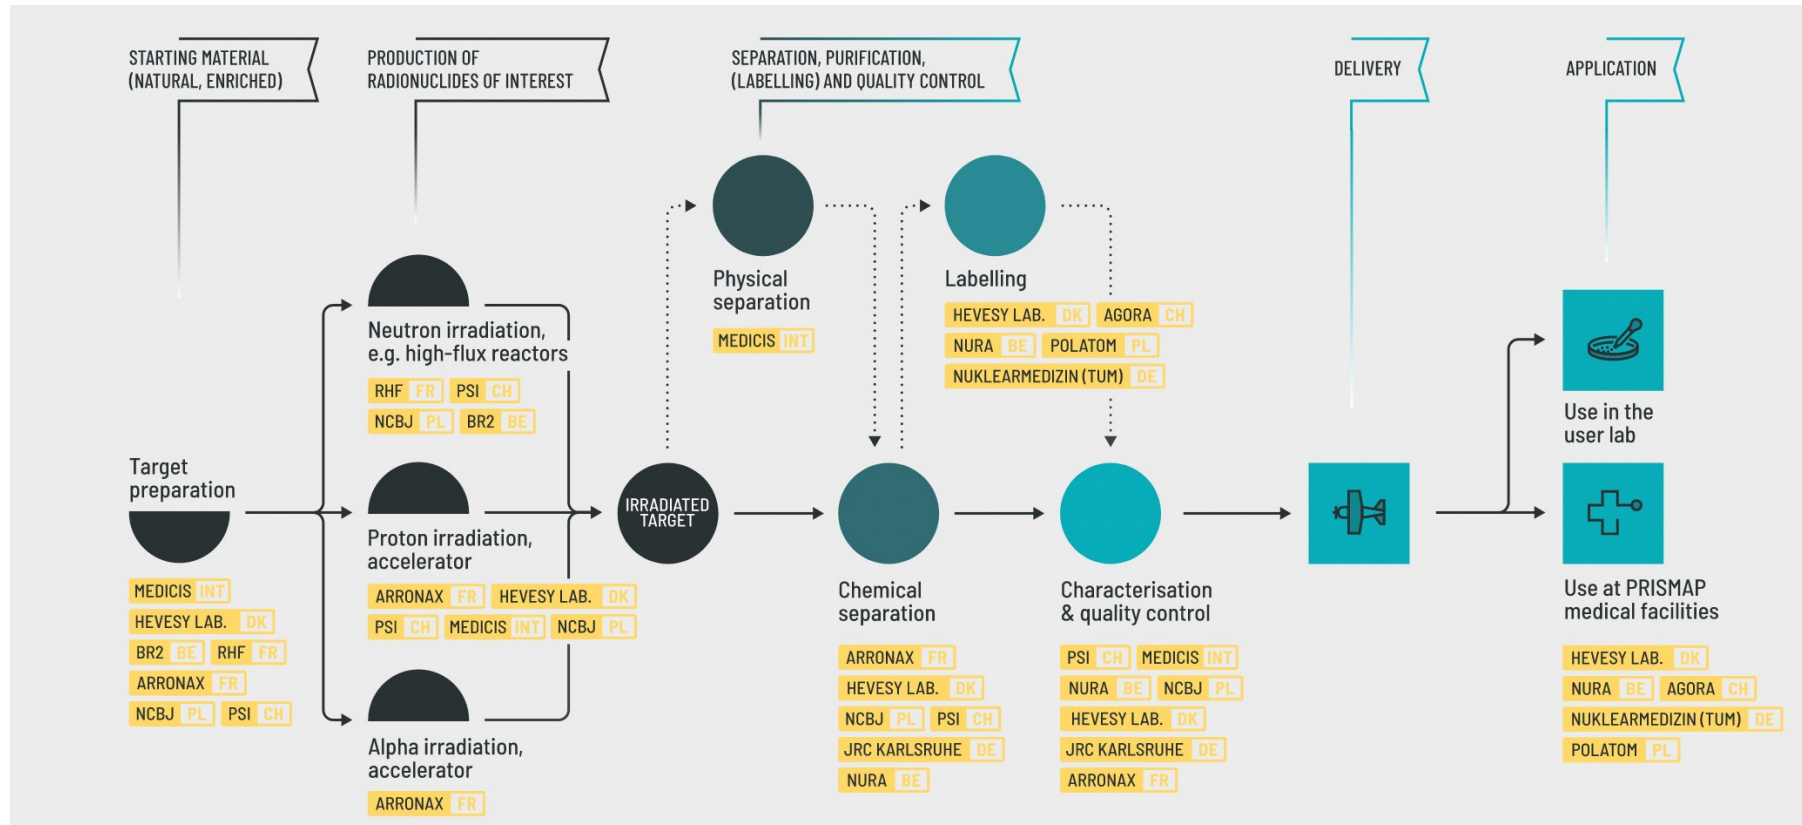 STARTING MATERIAL
(NATURAL, ENRICHED)
PRODUCTION OF
RADIONUCLIDES OF INTEREST
SEPARATION, PURIFICATION,
(LABELLING) AND QUALITY CONTROL
DELIVERY
APPLICATION
Target
preparation
MEDICIS INT
HEVESY LAB. DK
BR2 BE RHF FR
ARRONAX FR
NCBJ PL PSI CH
Neutron irradiation,
e.g. high-flux reactors
RHF FR PSI CH
NCBJ PL BR2 BE
Proton irradiation,
accelerator
ARRONAX FR HEVESY LAB. DK
PSI CH MEDICIS INT NCBJ PL
Alpha irradiation,
accelerator
ARRONAX FR
IRRADIATED
TARGET
Physical
separation
MEDICIS INT
Chemical
separation
ARRONAX FR
HEVESY LAB. DK
NCBJ PL PSI CH
JRC KARLSRUHE DE
NURA BE
Labelling
HEVESY LAB. DK AGORA CH
NURA BE POLATOM PL
NUKLEARMEDIZIN (TUM) DE
Characterisation
& quality control
PSI CH MEDICIS INT
NURA BE NCBJ PL
HEVESY LAB. DK
JRC KARLSRUHE DE
ARRONAX FR
Use in the
user lab
Use at PRISMAP
medical facilities
HEVESY LAB. DK
NURA BE AGORA CH
NUKLEARMEDIZIN (TUM) DE
POLATOM PL